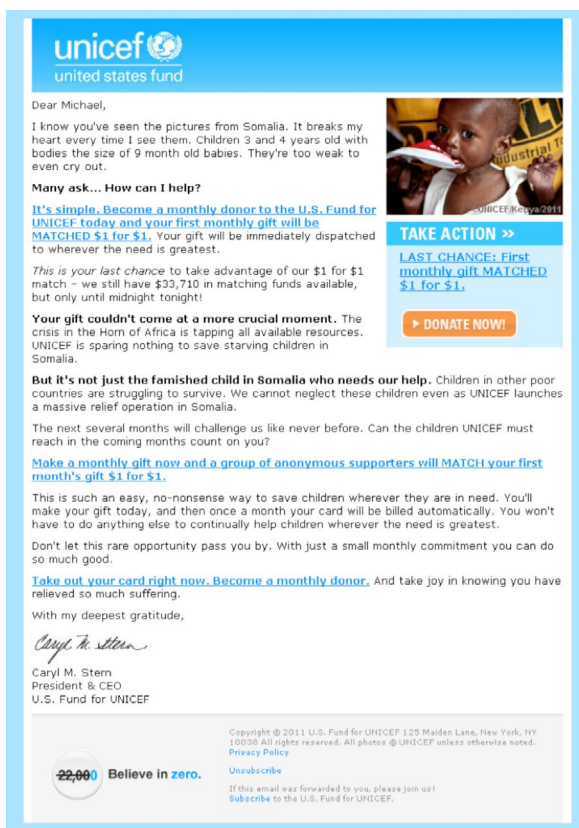 unicef
united states fund
Dear Michael,
I know you've seen the pictures from Somalia. It breaks my
heart every time I see them. Children 3 and 4 years old with
bodies the size of 9 month old babies. They're too weak to
even cry out.
Many ask... How can I help?
It's simple. Become a monthly donor to the U.S. Fund for
UNICEF today and your first monthly gift will be
MATCHED $1 for $1. Your gift will be immediately dispatched
to wherever the need is greatest.
This is your last chance to take advantage of our $1 for $1
match – we still have $33,710 in matching funds available,
but only until midnight tonight!
Your gift couldn't come at a more crucial moment. The
crisis in the Horn of Africa is tapping all available resources.
UNICEF is sparing nothing to save starving children in
Somalia.
industrial
©UNICEF/Kenya/2011
TAKE ACTION »
LAST CHANCE: First
monthly gift MATCHED
$1 for $1.
DONATE NOW!
But it's not just the famished child in Somalia who needs our help. Children in other poor
countries are struggling to survive. We cannot neglect these children even as UNICEF launches
a massive relief operation in Somalia.
The next several months will challenge us like never before. Can the children UNICEF must
reach in the coming months count on you?
Make a monthly gift now and a group of anonymous supporters will MATCH your first
month's gift $1 for $1.
This is such an easy, no-nonsense way to save children wherever they are in need. You'll
make your gift today, and then once a month your card will be billed automatically. You won't
have to do anything else to continually help children wherever the need is greatest.
Don't let this rare opportunity pass you by. With just a small monthly commitment you can do
so much good.
Take out your card right now. Become a monthly donor. And take joy in knowing you have
relieved so much suffering.
With my deepest gratitude,
Caryl M. Stern
Caryl M. Stern
President & CEO
U.S. Fund for UNICEF
22,000 Believe in zero.
Copyright © 2011 U.S. Fund for UNICEF 125 Maiden Lane, New York, NY
10038 All rights reserved. All photos © UNICEF unless otherwise noted.
Privacy Policy
Unsubscribe
If this email was forwarded to you, please join us!
Subscribe to the U.S. Fund for UNICEF.